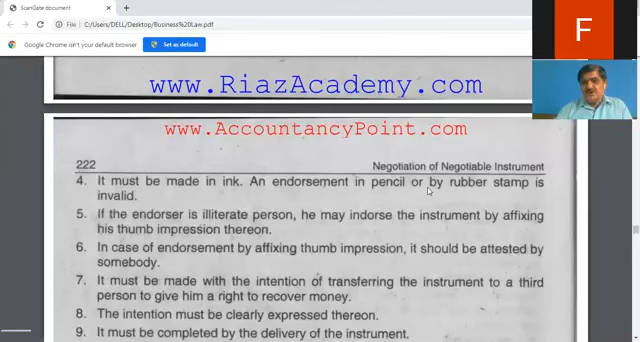 ScanGate document
File
C:/Users/DELL/Desktop/Business%20Law.pdf
Google Chrome isn't your default browser
Set as default
F
www.RiazAcademy.com
www.AccountancyPoint.com
222
Negotiation of Negotiable Instrument
4. It must be made in ink. An endorsement in pencil or by rubber stamp is
invalid.
5. If the endorser is illiterate person, he may indorse the instrument by affixing
his thumb impression thereon.
6. In case of endorsement by affixing thumb impression, it should be attested by
somebody.
7. It must be made with the intention of transferring the instrument to a third
person to give him a right to recover money.
8. The intention must be clearly expressed thereon.
9. It must be completed by the delivery of the instrument.